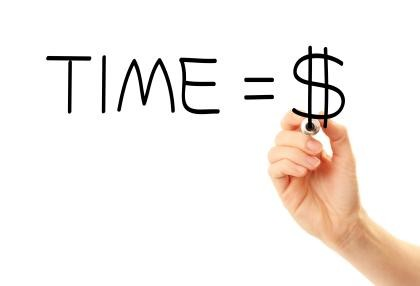 TIME = $